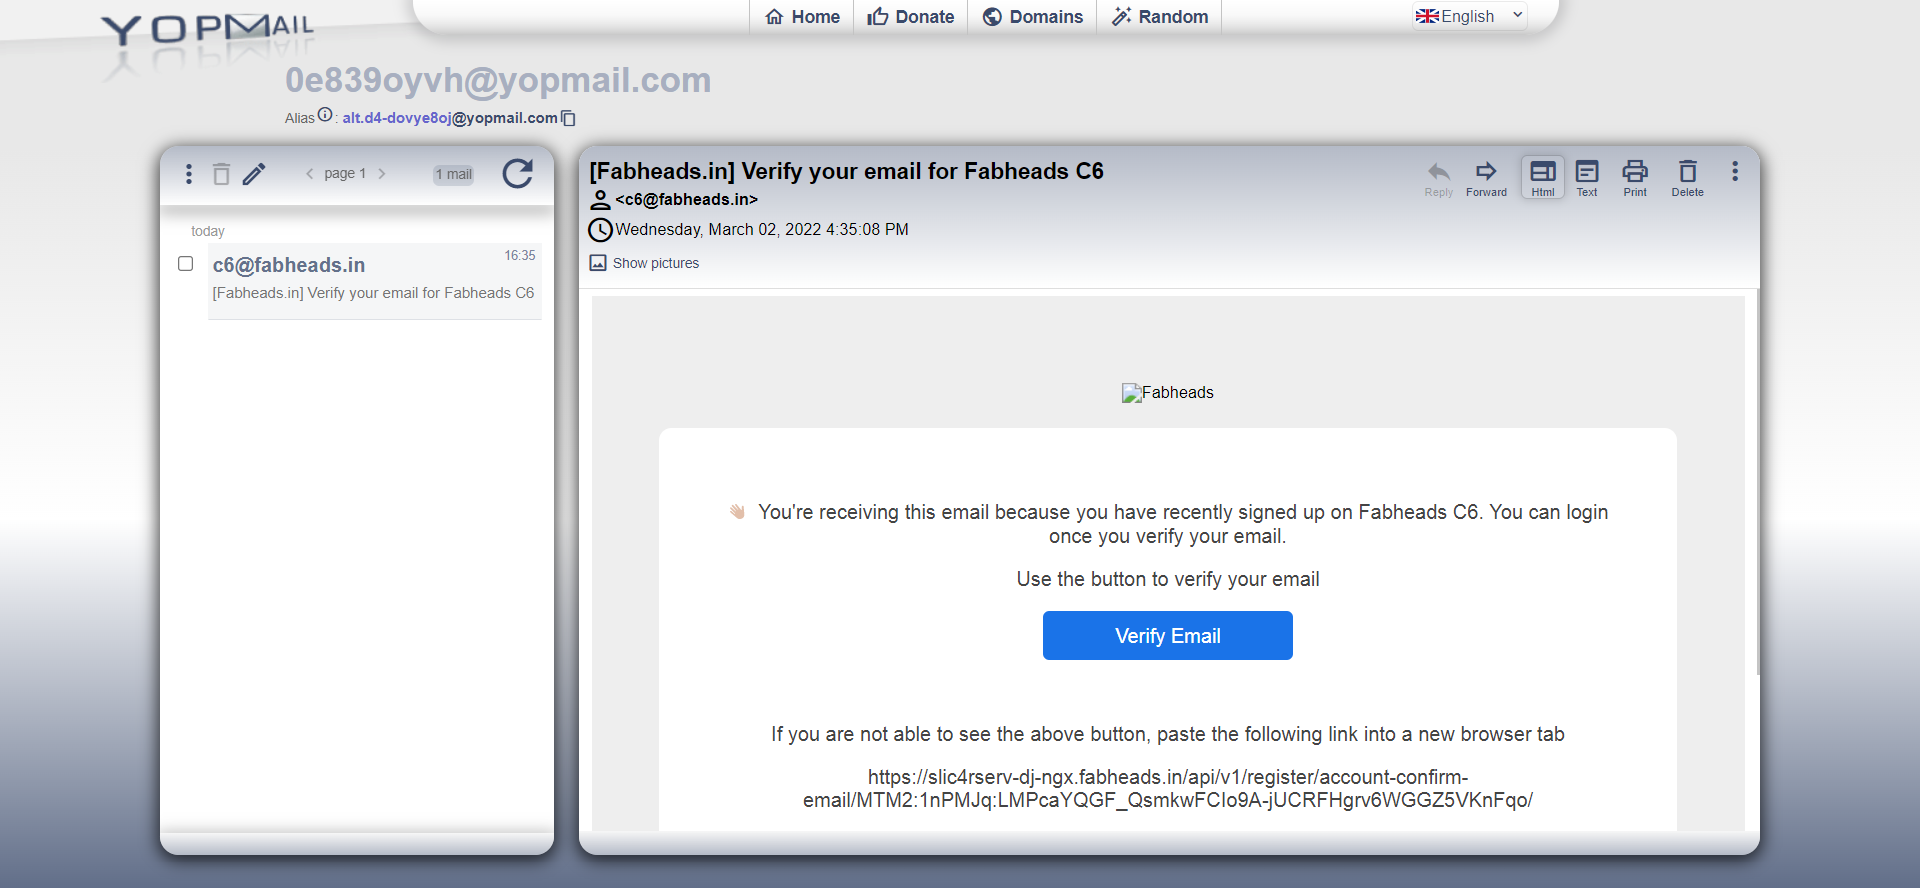 YOPMAIL
Home
Donate
Domains
Random
English
0e839oyvh@yopmail.com
Alias : alt.d4-dovye8oj@yopmail.com
page 1
1 mail
today
c6@fabheads.in
16:35
[Fabheads.in] Verify your email for Fabheads C6
[Fabheads.in] Verify your email for Fabheads C6
<c6@fabheads.in>
Wednesday, March 02, 2022 4:35:08 PM
Show pictures
Reply
Forward
Html
Text
Print
Delete
Fabheads
You're receiving this email because you have recently signed up on Fabheads C6. You can login
once you verify your email.
Use the button to verify your email
Verify Email
If you are not able to see the above button, paste the following link into a new browser tab
https://slic4rserv-dj-ngx.fabheads.in/api/v1/register/account-confirm-
email/MTM2:1nPMJq:LMPcaYQGF_QsmkwFCIo9A-jUCRFHgrv6WGGZ5VKnFqo/